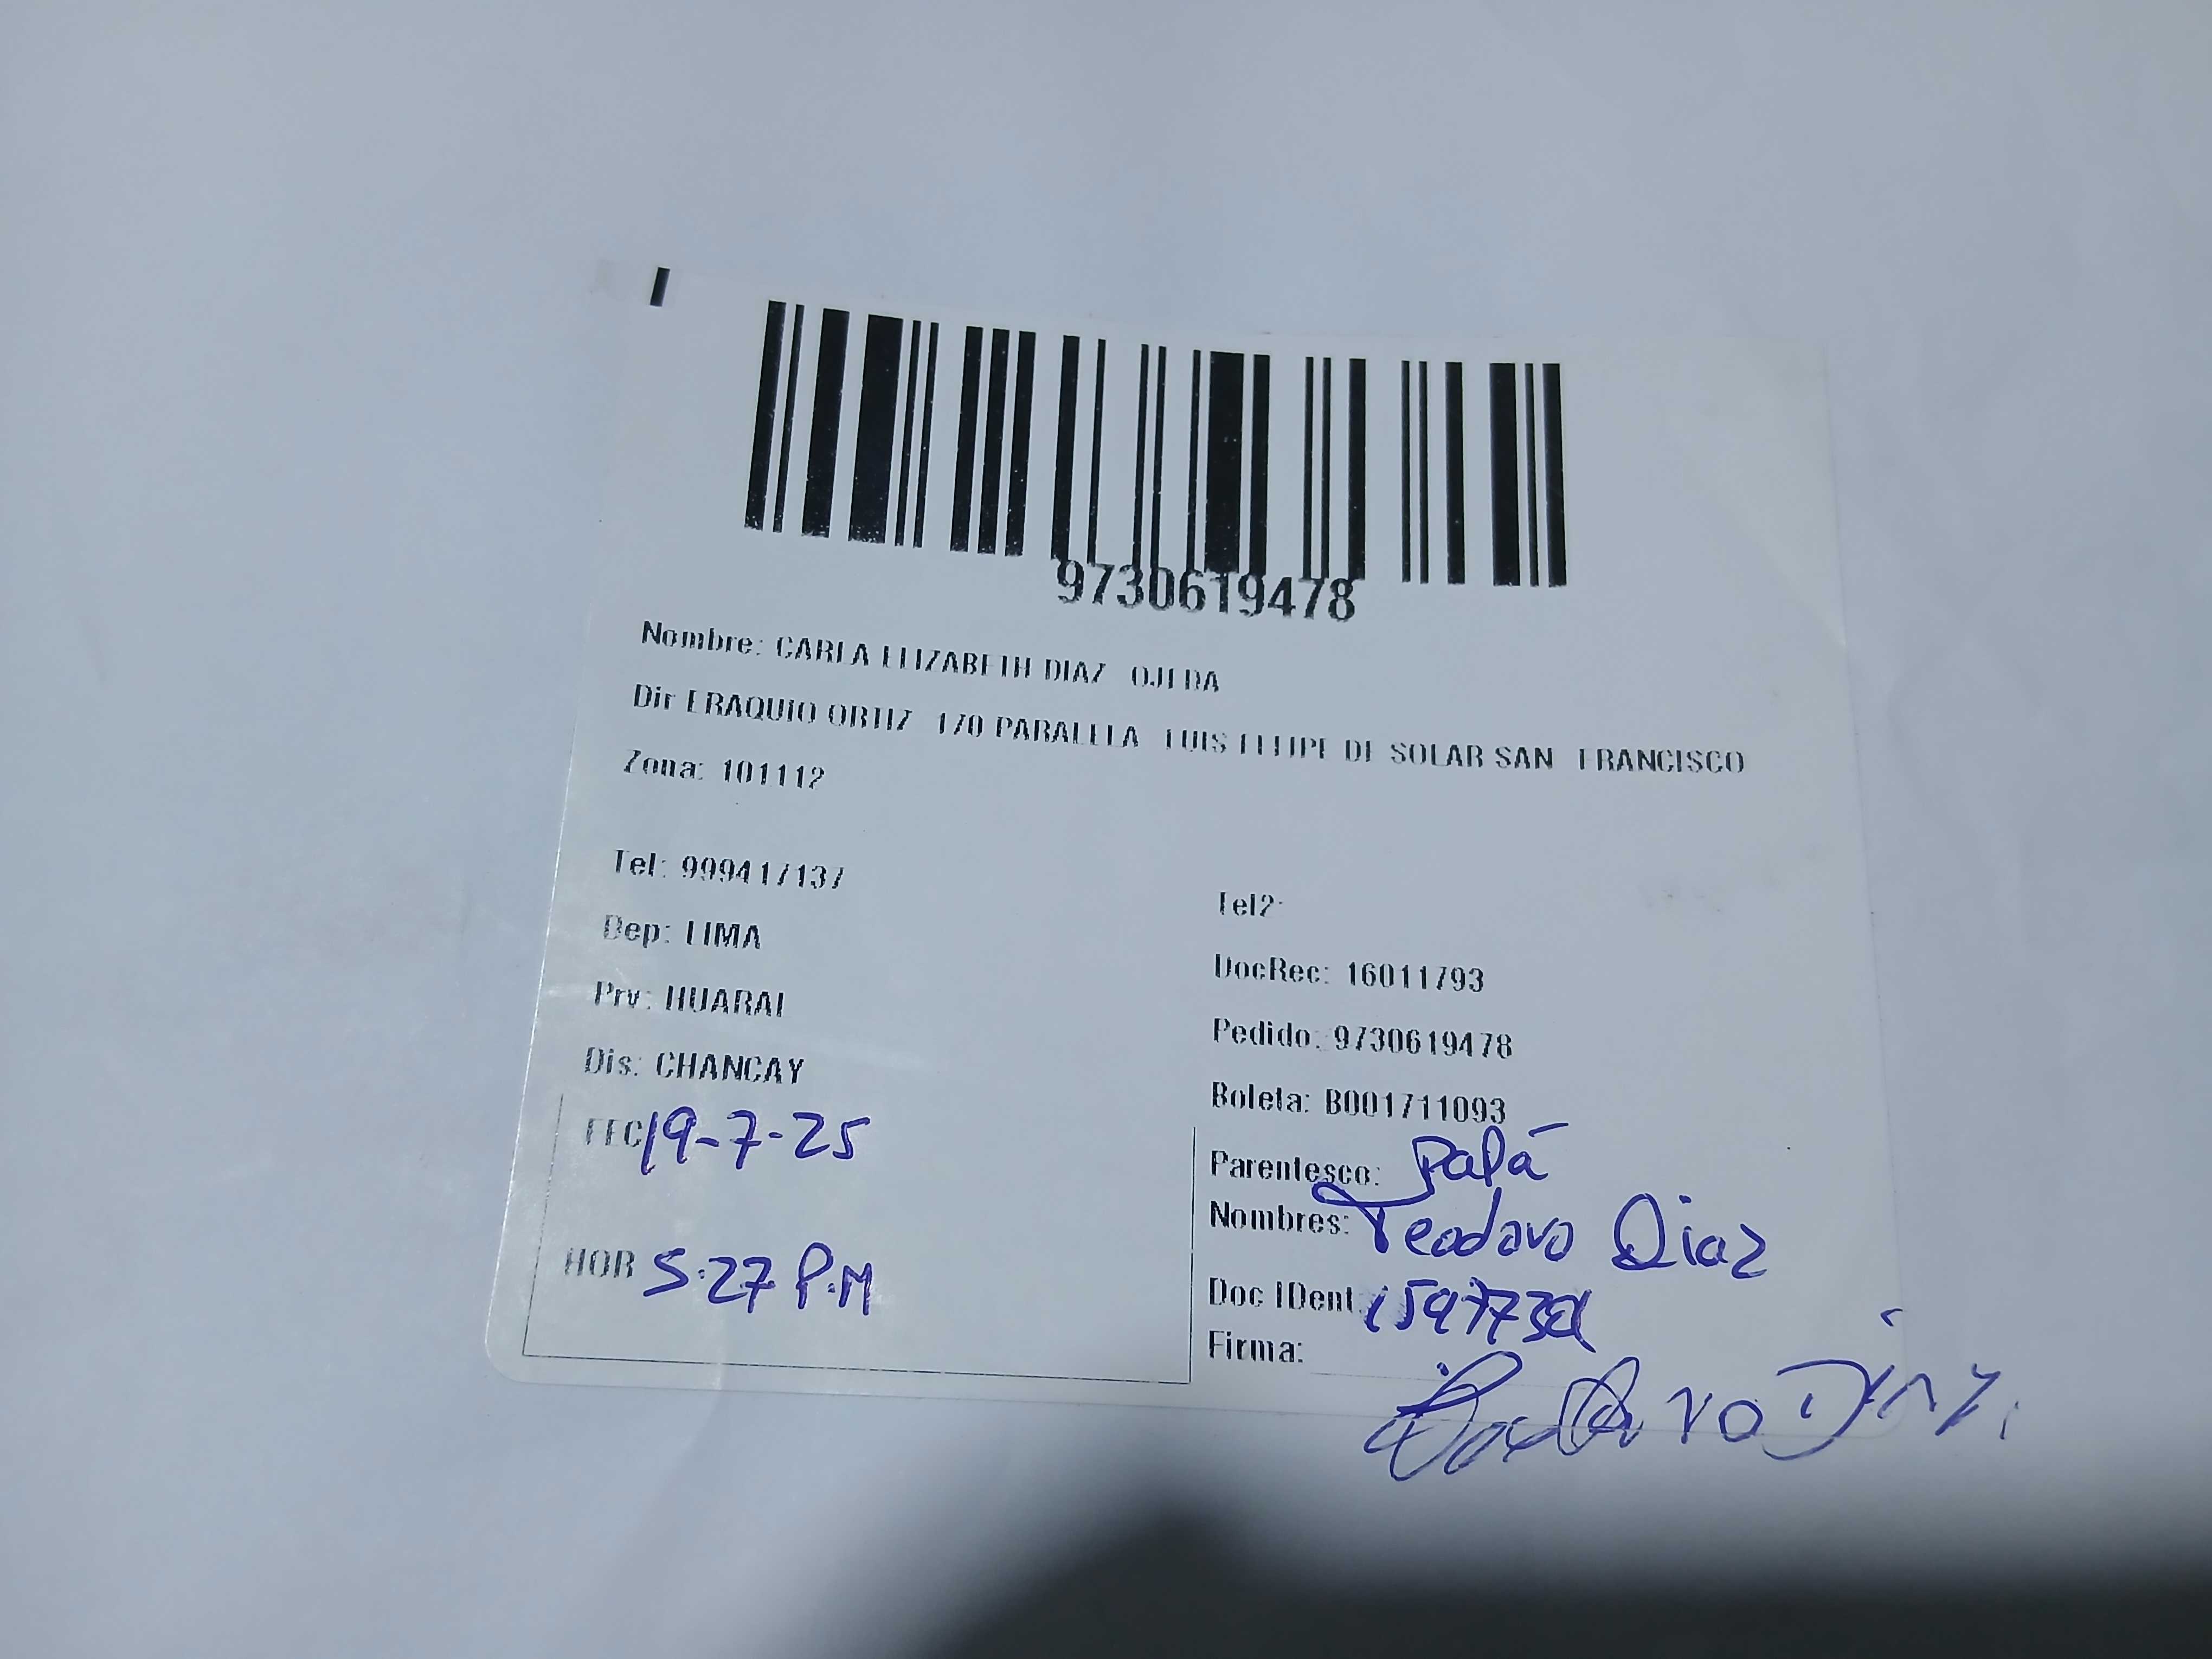 9730619478
Nombre: CARLA ELIZABETH DIAZ OJEDA
Dir ERAQUIO ORTIZ 170 PARALELA LUIS FELIPE DE SOLAR SAN FRANCISCO
Zona: 101112
Tel: 999417137
Tel2:
Dep: LIMA
DocRec: 16011793
Prv: HUARAL
Pedido: 9730619478
Dis: CHANCAY
Boleta: B001711093
FEC 19-7-25
Parentesco: Papá
Nombres: Teodoro Diaz
HOR 5:27 P.M
Doc IDent
Firma: